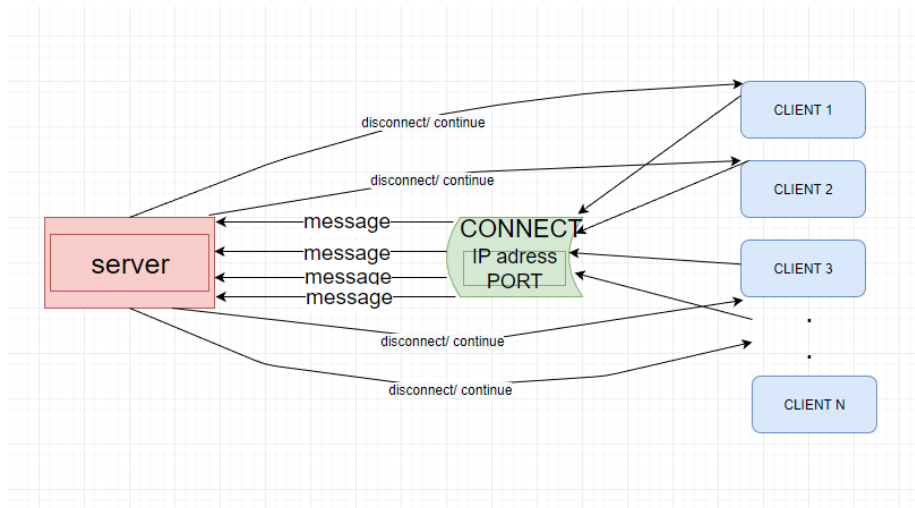 CLIENT 1
disconnect/ continue
disconnect/ continue
CLIENT 2
message
CONNECT
server
message
IP adress
CLIENT 3
message
PORT
message
disconnect/ continue
disconnect/ continue
CLIENT N